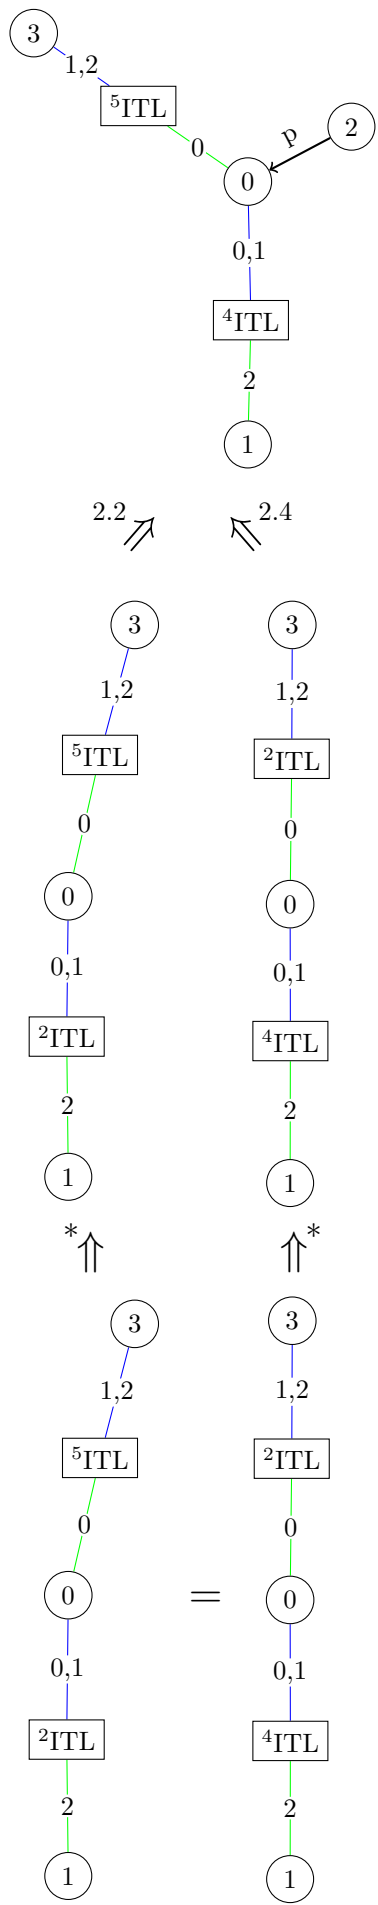 3
1,2
⁵ITL
2
p
0
0
0,1
⁴ITL
2
1
2.2 ⇗ ⇖ 2.4
3 3
1,2 1,2
⁵ITL ²ITL
0 0
0 0
0,1 0,1
²ITL ⁴ITL
2 2
1 1
*⇑ ⇑*
3 3
1,2 1,2
⁵ITL ²ITL
0 0
0 = 0
0,1 0,1
²ITL ⁴ITL
2 2
1 1